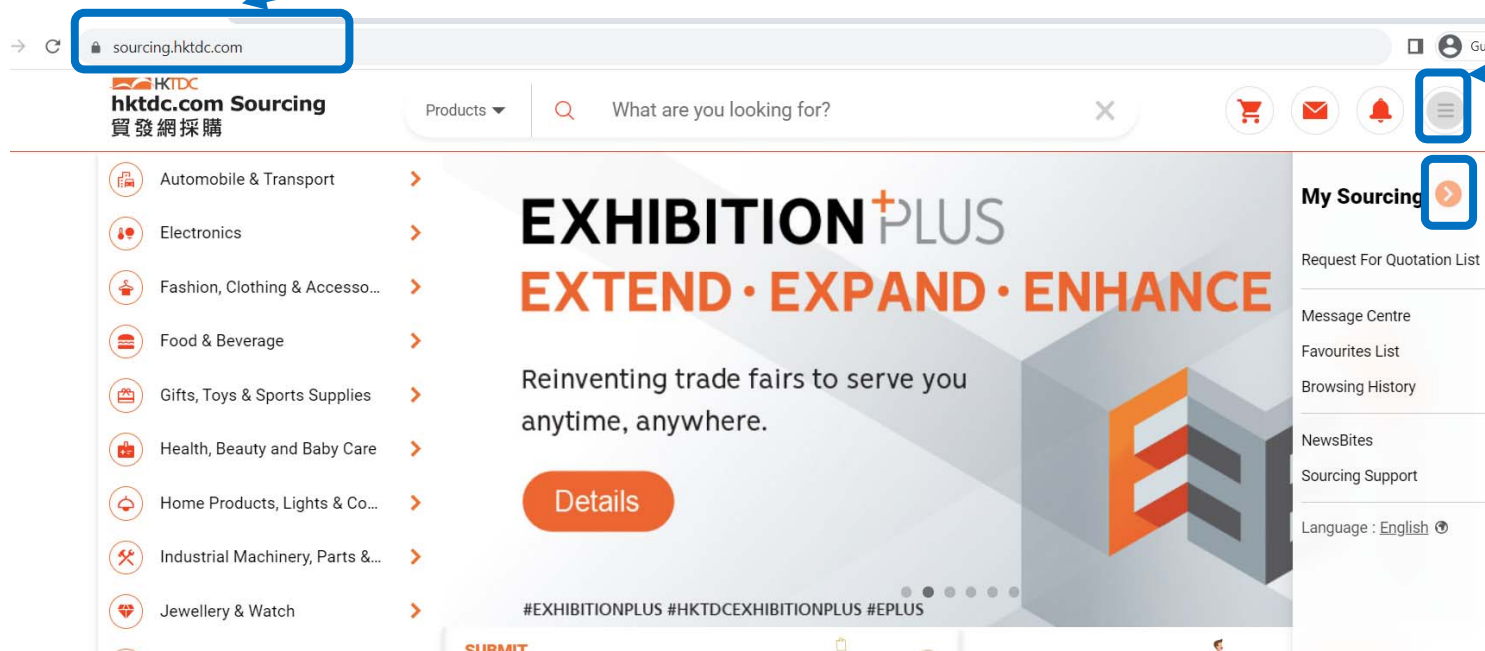 sourcing.hktdc.com
Gu
HKTDC
hktdc.com Sourcing
貿發網採購
Products
What are you looking for?
Automobile & Transport
Electronics
Fashion, Clothing & Accesso...
Food & Beverage
Gifts, Toys & Sports Supplies
Health, Beauty and Baby Care
Home Products, Lights & Co...
Industrial Machinery, Parts &...
Jewellery & Watch
EXHIBITION+PLUS
EXTEND · EXPAND · ENHANCE
Reinventing trade fairs to serve you
anytime, anywhere.
Details
#EXHIBITIONPLUS #HKTDCEXHIBITIONPLUS #EPLUS
SUBMIT
My Sourcing
Request For Quotation List
Message Centre
Favourites List
Browsing History
NewsBites
Sourcing Support
Language : English